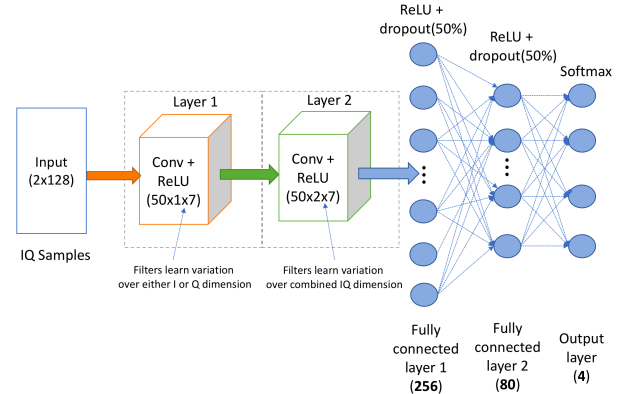 ReLU +
dropout(50%)
ReLU +
dropout(50%)
Softmax
Layer 1
Layer 2
Input
(2x128)
Conv +
ReLU
(50x1x7)
Conv +
ReLU
(50x2x7)
IQ Samples
Filters learn variation
over either I or Q dimension
Filters learn variation
over combined IQ dimension
Fully
connected
layer 1
(256)
Fully
connected
layer 2
(80)
Output
layer
(4)